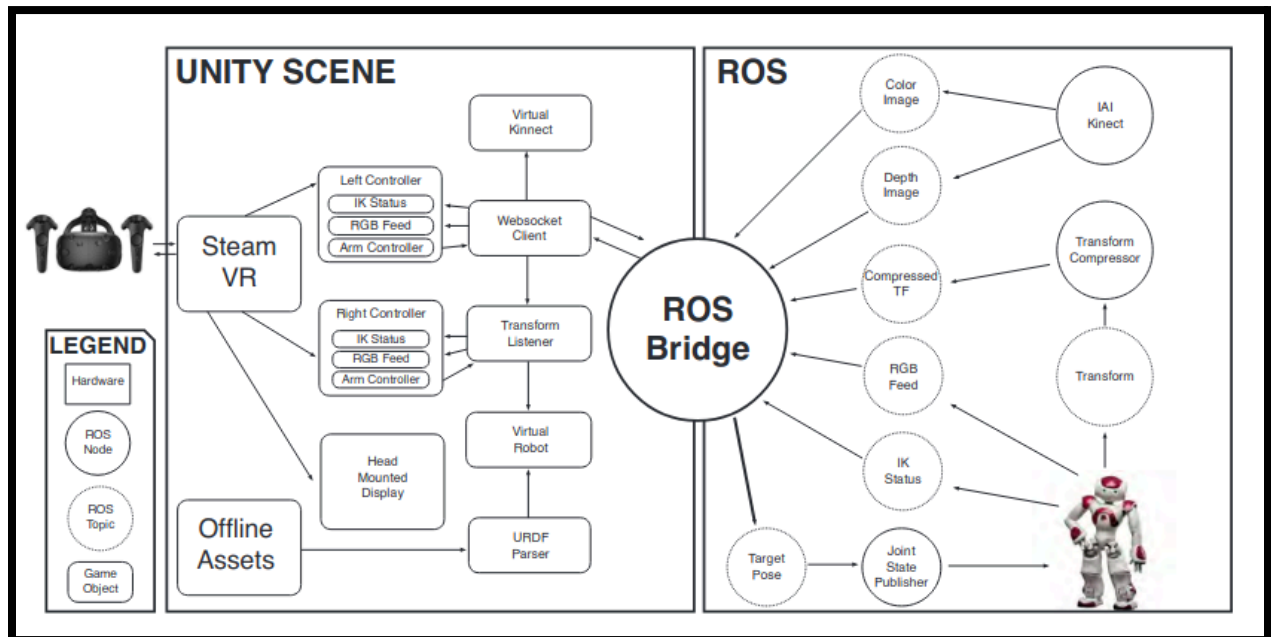 UNITY SCENE
Virtual
Kinnect
Left Controller
IK Status
RGB Feed
Arm Controller
Websocket
Client
Steam
VR
Right Controller
IK Status
RGB Feed
Arm Controller
Transform
Listener
Head
Mounted
Display
Virtual
Robot
Offline
Assets
URDF
Parser
LEGEND
Hardware
ROS
Node
ROS
Topic
Game
Object
ROS
Bridge
ROS
Color
Image
IAI
Kinect
Depth
Image
Transform
Compressor
Compressed
TF
RGB
Feed
Transform
IK
Status
Target
Pose
Joint
State
Publisher